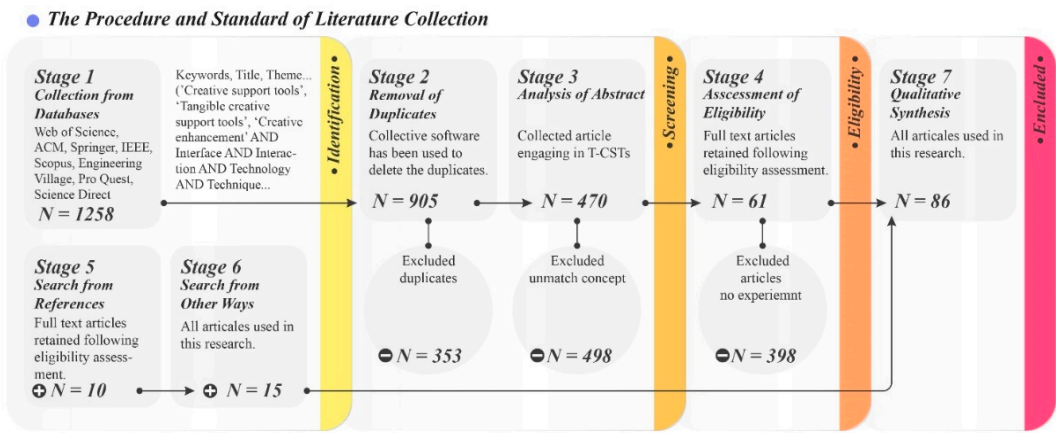 The Procedure and Standard of Literature Collection
Stage 1
Collection from
Databases
Web of Science,
ACM, Springer, IEEE,
Scopus, Engineering
Village, Pro Quest,
Science Direct
N = 1258
Keywords, Title, Theme...
('Creative support tools',
'Tangible creative
support tools', 'Creative
enhancement' AND
Interface AND Interac-
tion AND Technology
AND Technique...
• Identification •
Stage 2
Removal of
Duplicates
Collective software
has been used to
delete the duplicates.
N = 905
Excluded
duplicates
N = 353
Stage 3
Analysis of Abstract
Collected article
engaging in T-CSTs
N = 470
Excluded
unmatch concept
N = 498
• Screening •
Stage 4
Asscessment of
Eligibility
Full text articles
retained following
eligibility assessment.
N = 61
Excluded
articles
no experiemnt
N = 398
• Eligibility •
Stage 7
Qualitative
Synthesis
All articales used in
this research.
N = 86
• Encluded •
Stage 5
Search from
References
Full text articles
retained following
eligibility assess-
ment.
N = 10
Stage 6
Search from
Other Ways
All articales used in
this research.
N = 15